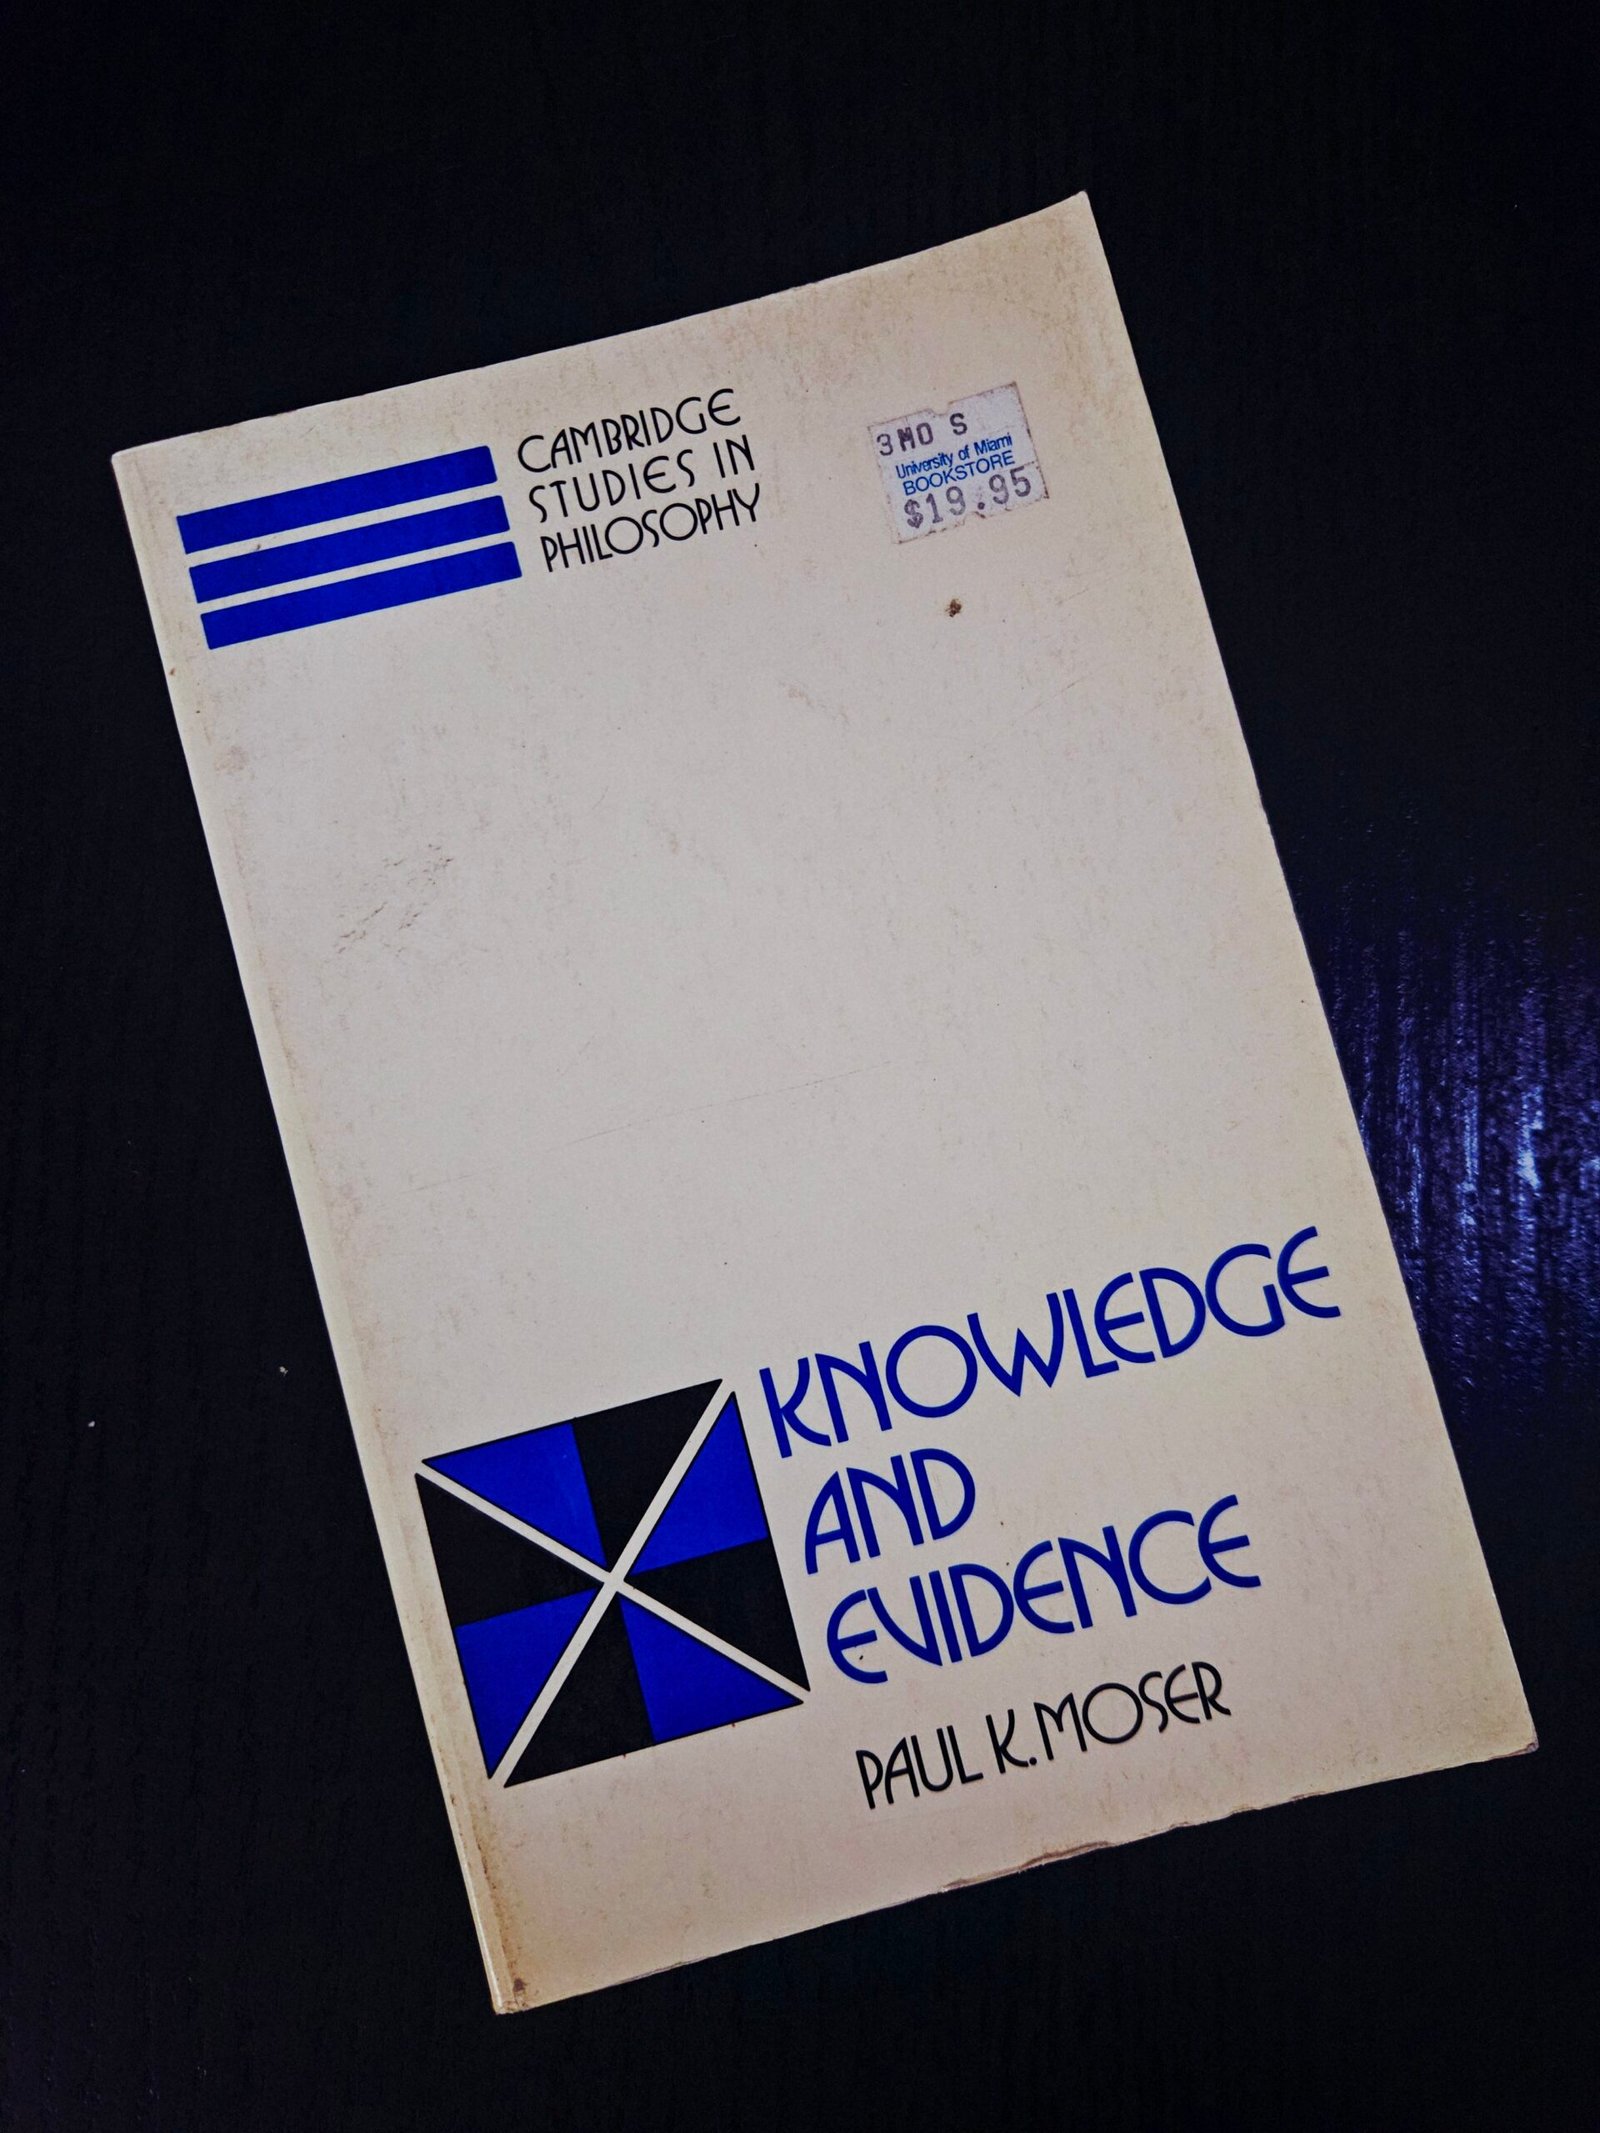 CAMBRIDGE
STUDIES IN
PHILOSOPHY
3MO S
University of Miami
BOOKSTORE
$19.95
KNOWLEDGE
AND
EVIDENCE
PAUL K. MOSER